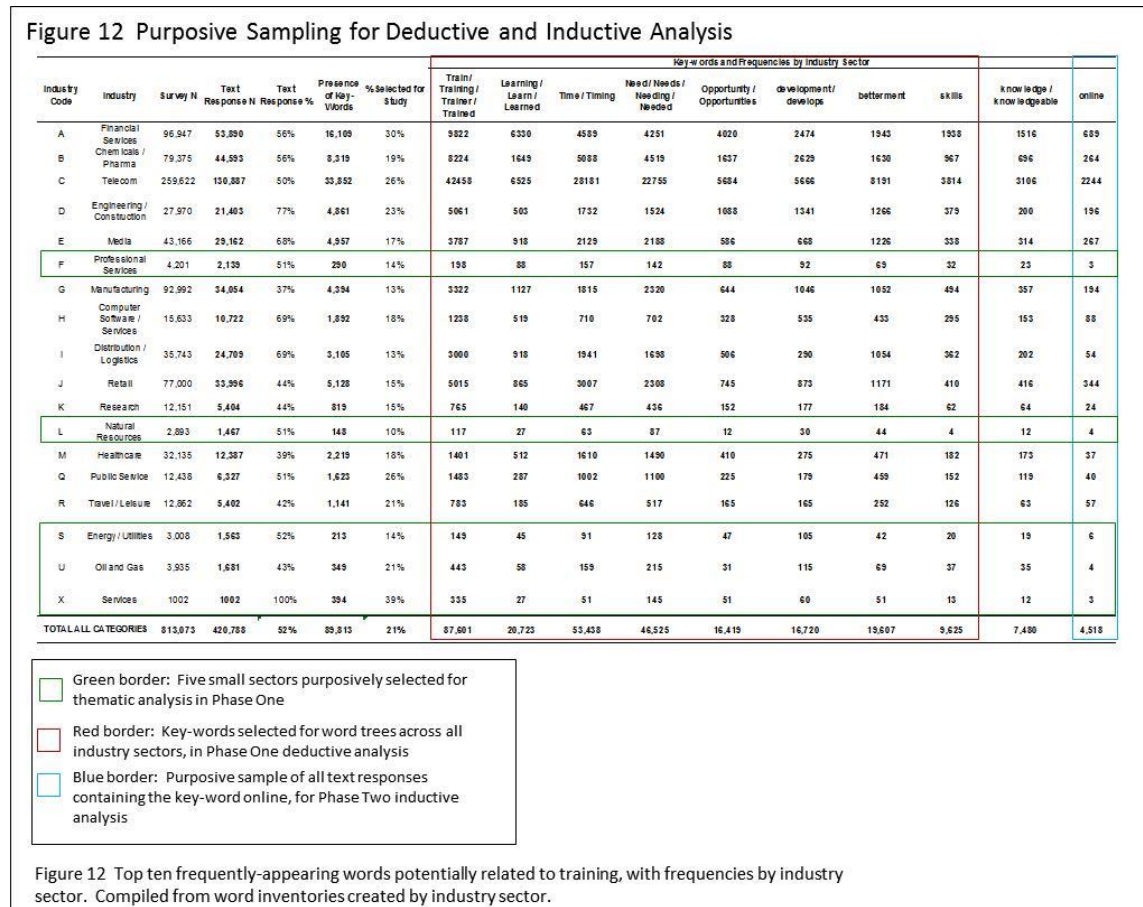 Figure 12 Purposive Sampling for Deductive and Inductive Analysis
Key-words and Frequencies by Industry Sector
Industry Code Industry Survey N Text Response N Text Response % Presence of Key-Words % Selected for Study Train / Training / Trainer / Trained Learning / Learn / Learned Time / Timing Need / Needs / Needing / Needed Opportunity / Opportunities development / develops betterment skills knowledge / knowledgeable online
A Financial Services 96,947 53,890 56% 16,109 30% 9822 6330 4589 4251 4020 2474 1943 1938 1516 689
B Chemicals / Pharma 79,375 44,593 56% 8,319 19% 8224 1649 5088 4519 1637 2629 1630 967 696 264
C Telecom 259,622 130,887 50% 33,852 26% 42458 6525 28181 22755 5684 5666 8191 3814 3106 2244
D Engineering / Construction 27,970 21,403 77% 4,861 23% 5061 503 1732 1524 1088 1341 1266 379 200 196
E Media 43,166 29,162 68% 4,957 17% 3787 918 2129 2188 586 668 1226 338 314 267
F Professional Services 4,201 2,139 51% 290 14% 198 88 157 142 88 92 69 32 23 3
G Manufacturing 92,992 34,054 37% 4,394 13% 3322 1127 1815 2320 644 1046 1052 494 357 194
H Computer Software / Services 15,633 10,722 69% 1,892 18% 1238 519 710 702 328 535 433 295 153 88
I Distribution / Logistics 35,743 24,709 69% 3,105 13% 3000 918 1941 1698 506 290 1054 362 202 54
J Retail 77,000 33,996 44% 5,128 15% 5015 865 3007 2308 745 873 1171 410 416 344
K Research 12,151 5,404 44% 819 15% 765 140 467 436 152 177 184 62 64 24
L Natural Resources 2,893 1,467 51% 148 10% 117 27 63 87 12 30 44 4 12 4
M Healthcare 32,135 12,387 39% 2,219 18% 1401 512 1610 1490 410 275 471 182 173 37
Q Public Service 12,438 6,327 51% 1,623 26% 1483 287 1002 1100 225 179 459 152 119 40
R Travel / Leisure 12,862 5,402 42% 1,141 21% 783 185 646 517 165 165 252 126 63 57
S Energy / Utilities 3,008 1,563 52% 213 14% 149 45 91 128 47 105 42 20 19 6
U Oil and Gas 3,935 1,681 43% 349 21% 443 58 159 215 31 115 69 37 35 4
X Services 1002 1002 100% 394 39% 335 27 51 145 51 60 51 13 12 3
TOTAL ALL CATEGORIES 813,073 420,788 52% 89,813 21% 87,601 20,723 53,438 46,525 16,419 16,720 19,607 9,625 7,480 4,518
Green border: Five small sectors purposively selected for
thematic analysis in Phase One
Red border: Key-words selected for word trees across all
industry sectors, in Phase One deductive analysis
Blue border: Purposive sample of all text responses
containing the key-word online, for Phase Two inductive
analysis
Figure 12 Top ten frequently-appearing words potentially related to training, with frequencies by industry
sector. Compiled from word inventories created by industry sector.